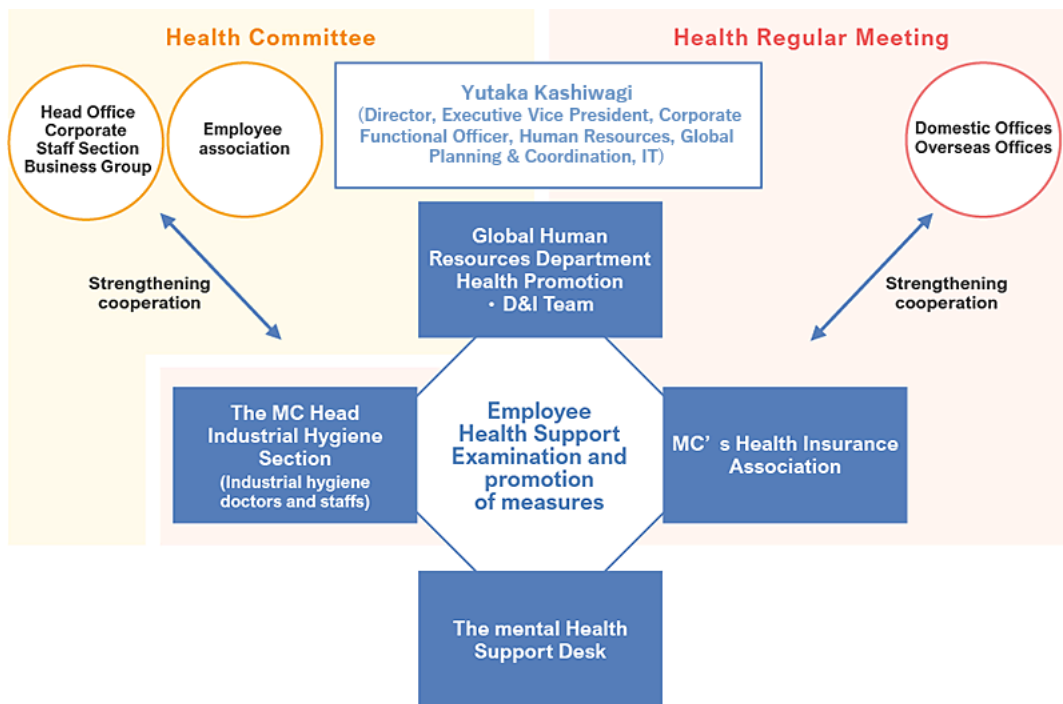 Health Committee
Health Regular Meeting
Head Office
Corporate
Staff Section
Business Group
Employee
association
Yutaka Kashiwagi
(Director, Executive Vice President, Corporate
Functional Officer, Human Resources, Global
Planning & Coordination, IT)
Domestic Offices
Overseas Offices
Strengthening
cooperation
Global Human
Resources Department
Health Promotion
・ D&I Team
Strengthening
cooperation
The MC Head
Industrial Hygiene
Section
(Industrial hygiene
doctors and staffs)
Employee
Health Support
Examination and
promotion
of measures
MC’ s Health Insurance
Association
The mental Health
Support Desk